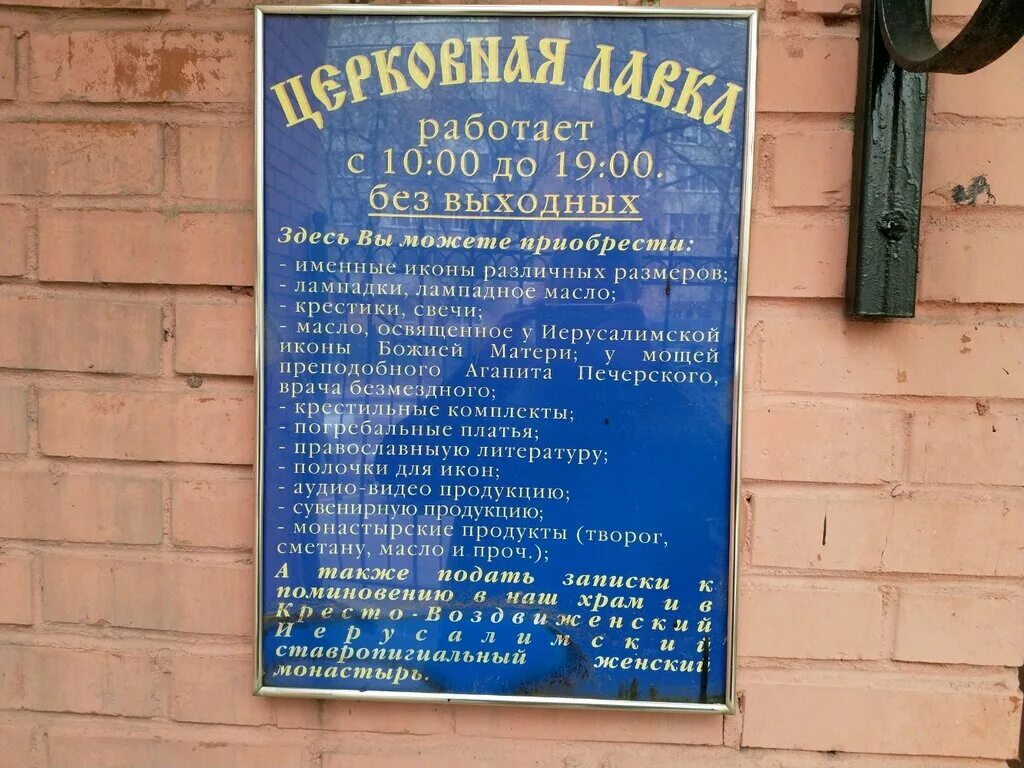 ЦЕРКОВНАЯ ЛАВКА
работает
с 10:00 до 19:00.
без выходных
Здесь Вы можете приобрести:
- именные иконы различных размеров;
- лампадки, лампадное масло;
- крестики, свечи;
- масло, освященное у Иерусалимской
иконы Божией Матери; у мощей
преподобного Агапита Печерского,
врача безмездного;
- крестильные комплекты;
- погребальные платья;
- православныую литературу;
- полочки для икон;
- аудио-видео продукцию;
- сувенирную продукцию;
- монастырские продукты (творог,
сметану, масло и проч.);
А также подать записки к
поминовению в наш храм и в
Кресто-Воздвиженский
Иерусалимский
ставропигиальный женский
монастырь.